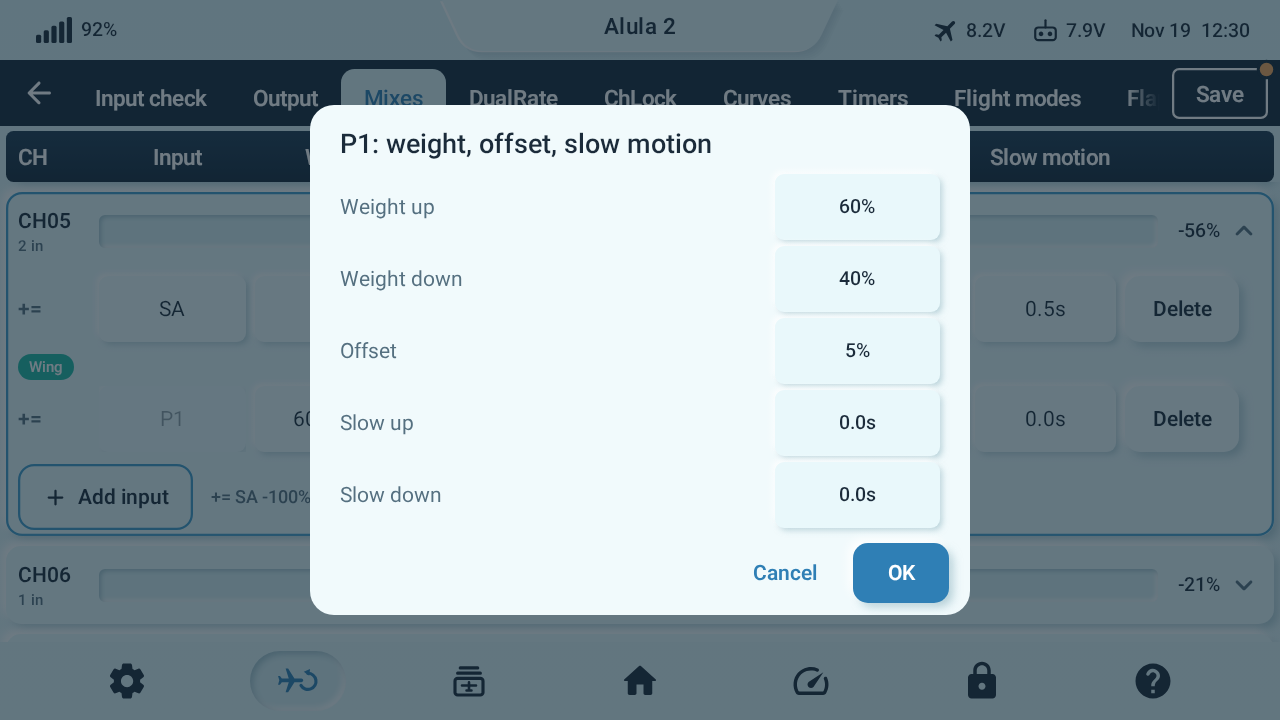 92%
Alula 2
8.2V
7.9V
Nov 19 12:30
Input check
Output
Mixes
DualRate
ChLock
Curves
Timers
Flight modes
Save
P1: weight, offset, slow motion
CH
Input
Slow motion
Weight up
60%
CH05
2 in
-56%
Weight down
40%
+=
SA
0.5s
Delete
Offset
5%
Wing
+=
P1
0.0s
Delete
Slow up
0.0s
Slow down
0.0s
Add input
+= SA -100%
Cancel
OK
CH06
1 in
-21%